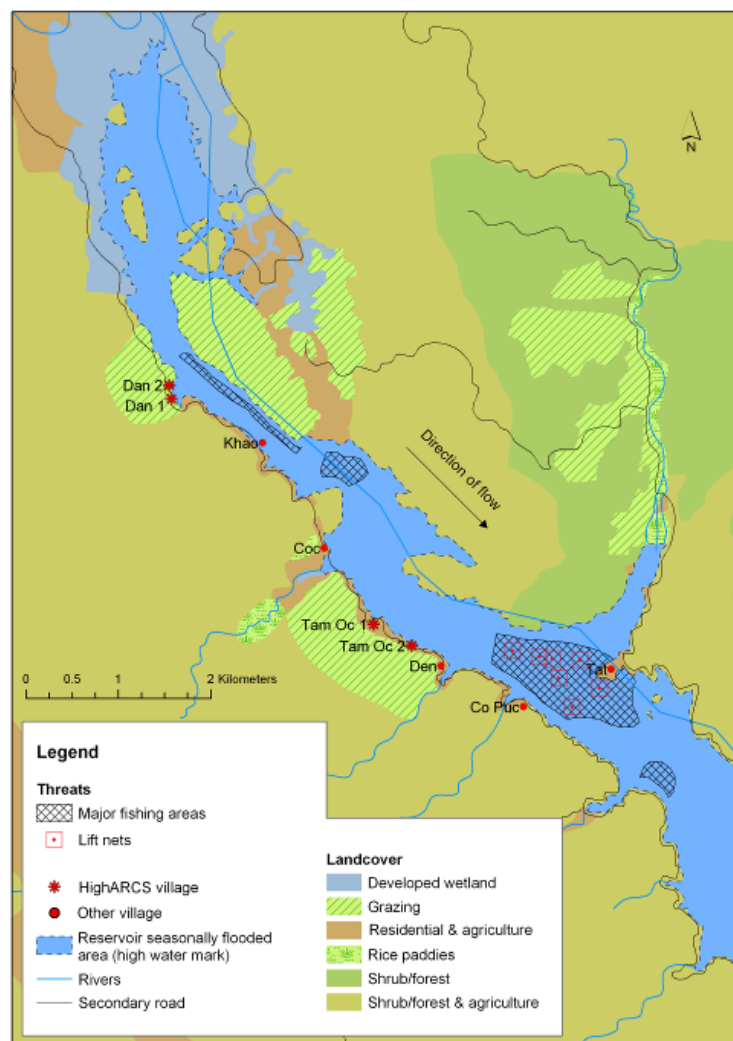 N
Dan 2
Dan 1
Khao
Direction of flow
Coc
Tam Oc 1
Tam Oc 2
Den
Tat
Co Puc
0 0.5 1 2 Kilometers
Legend
Threats
Major fishing areas
Lift nets
HighARCS village
Other village
Reservoir seasonally flooded
area (high water mark)
Rivers
Secondary road
Landcover
Developed wetland
Grazing
Residential & agriculture
Rice paddies
Shrub/forest
Shrub/forest & agriculture